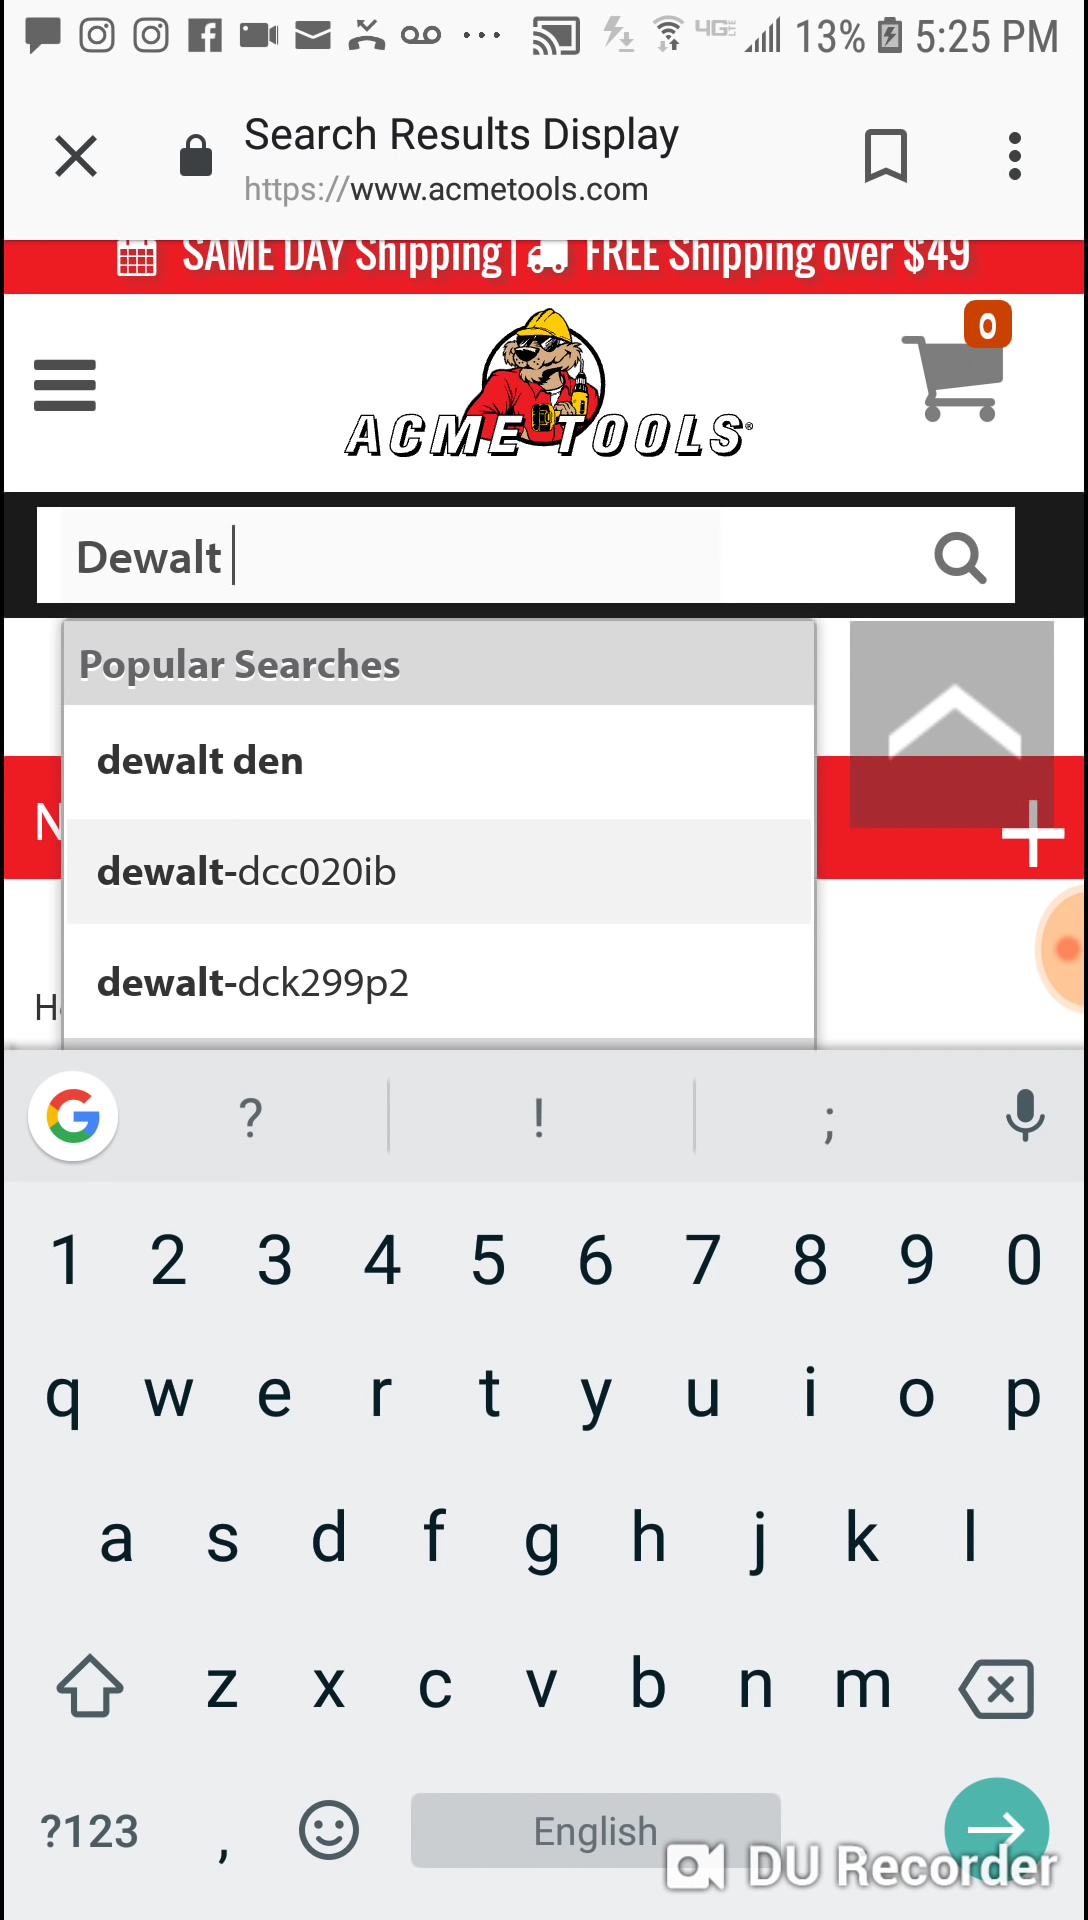 4GE 13% 5:25 PM
Search Results Display
https://www.acmetools.com
SAME DAY Shipping | FREE Shipping over $49
0
ACME TOOLS®
Dewalt
Popular Searches
dewalt den
N
dewalt-dcc020ib
dewalt-dck299p2
H
? ! ;
1 2 3 4 5 6 7 8 9 0
q w e r t y u i o p
a s d f g h j k l
z x c v b n m
?123 , English
DU Recorder